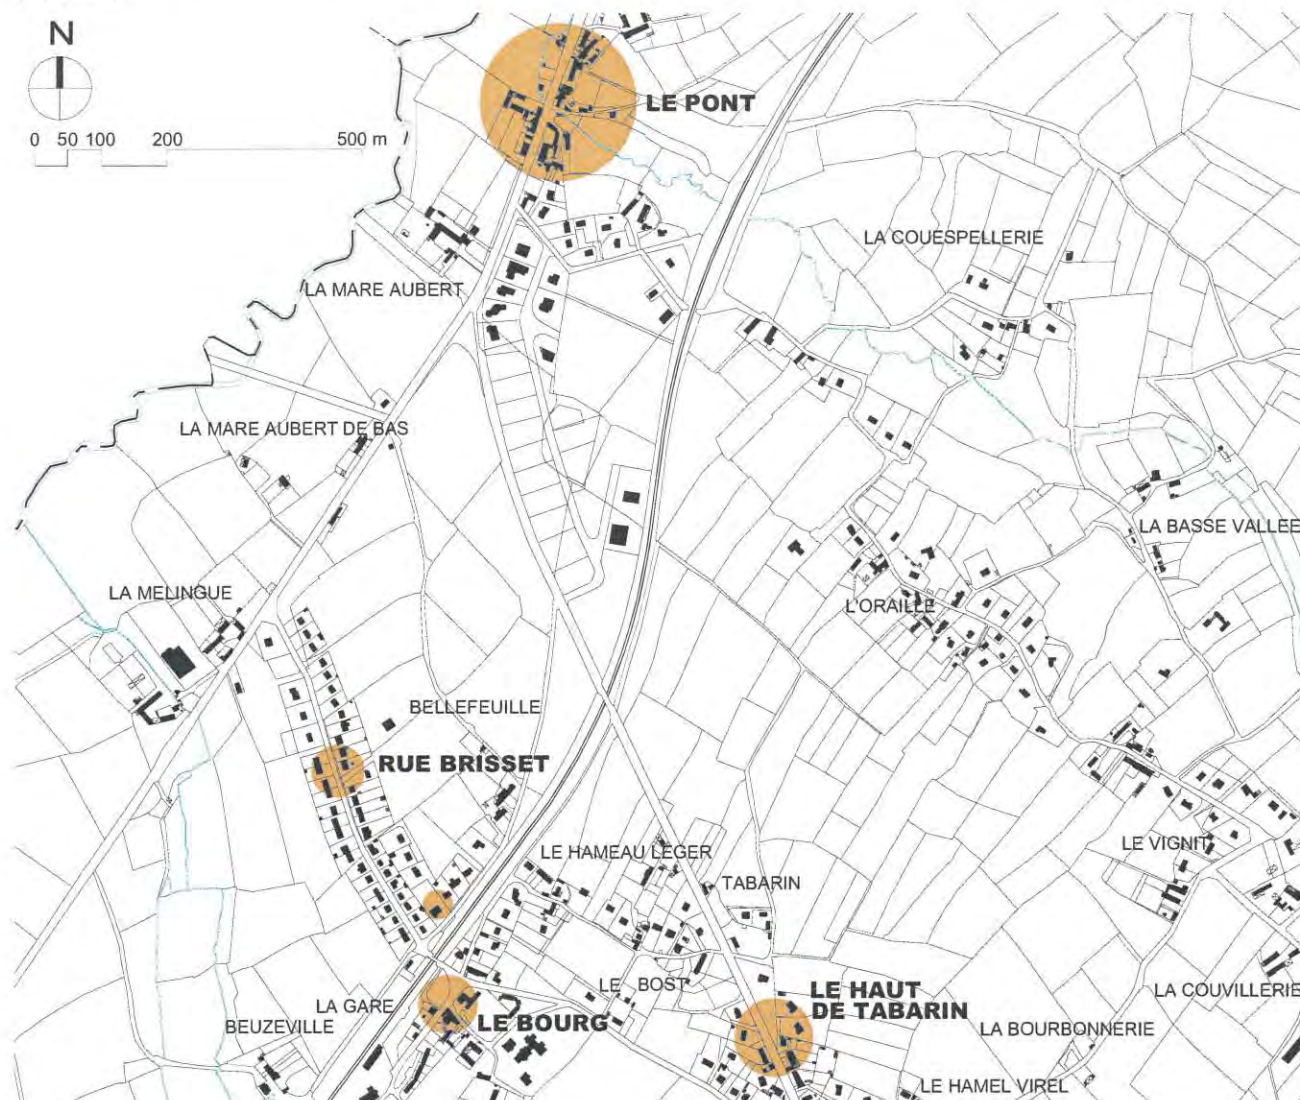 N
0 50 100 200 500 m
LE PONT
LA COUESPELLERIE
LA MARE AUBERT
LA MARE AUBERT DE BAS
LA BASSE VALLEE
LA MELINGUE
L'ORAILLE
BELLEFEUILLE
RUE BRISSET
LE HAMEAU LEGER
LE VIGNIT
TABARIN
LE BOST
LE HAUT
DE TABARIN
LA COUVILLERIE
LA GARE
LE BOURG
BEUZEVILLE
LA BOURBONNERIE
LE HAMEL VIREL